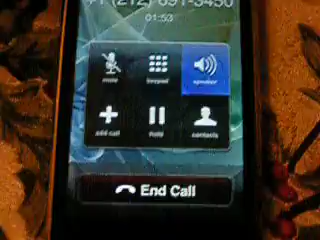 +1 (212) 691-3450
01:53
mute
keypad
speaker
add call
hold
contacts
End Call